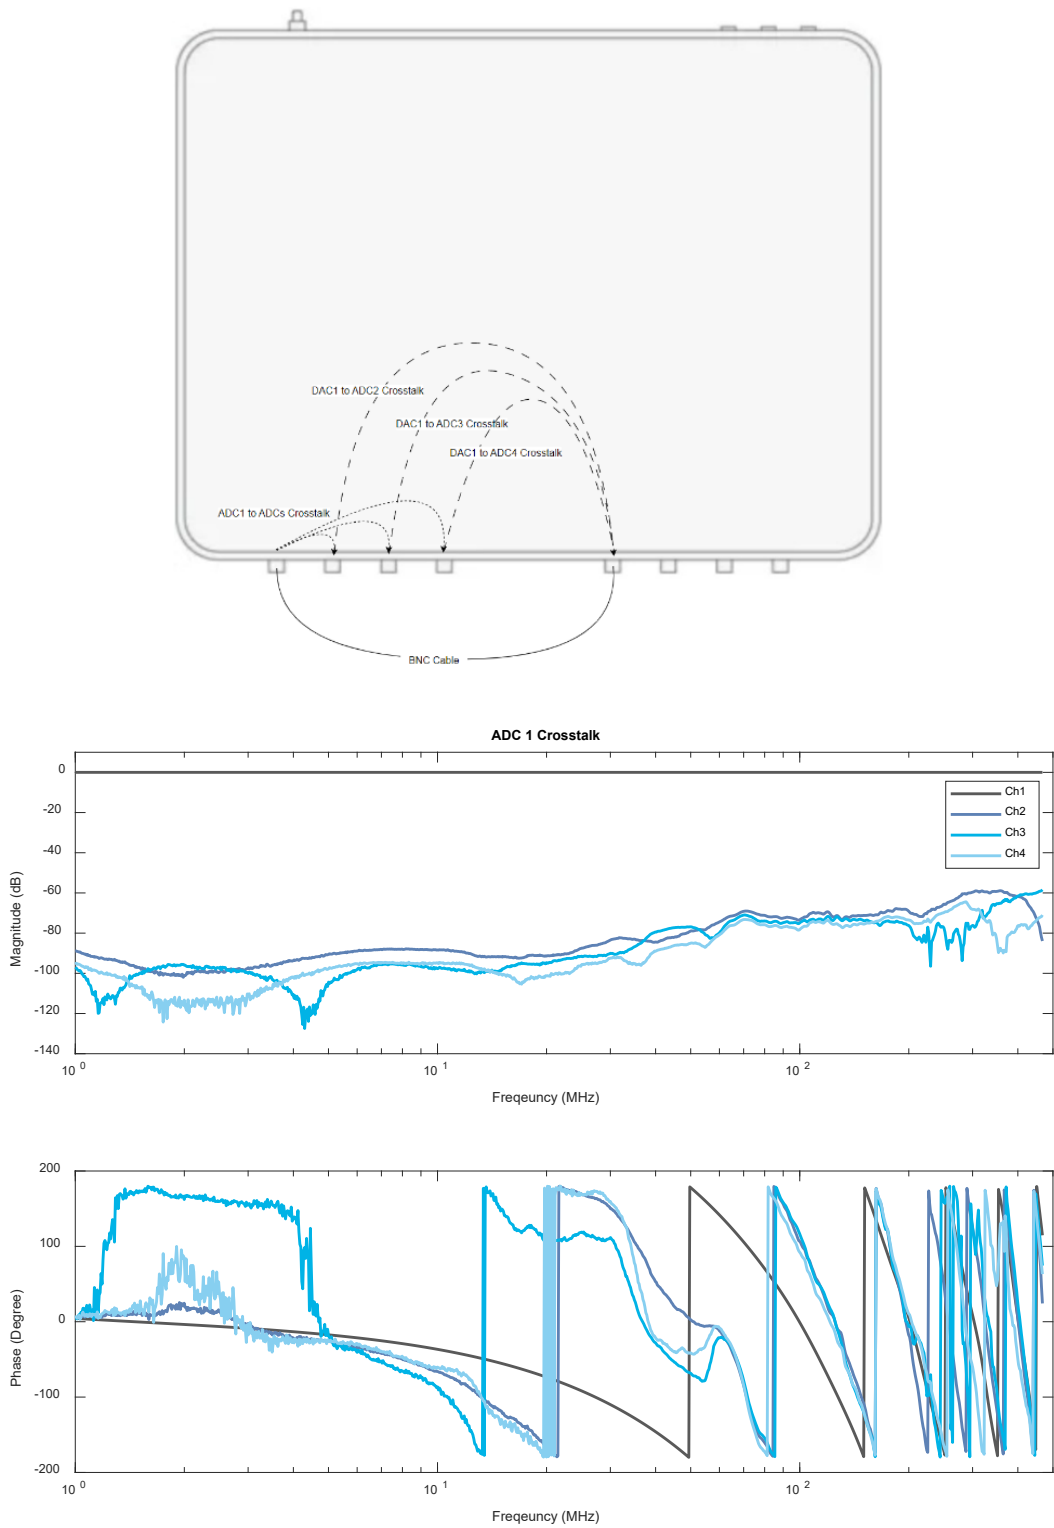 DAC1 to ADC2 Crosstalk
DAC1 to ADC3 Crosstalk
DAC1 to ADC4 Crosstalk
ADC1 to ADCs Crosstalk
BNC Cable
ADC 1 Crosstalk
0
-20
-40
-60
-80
-100
-120
-140
Magnitude (dB)
Ch1
Ch2
Ch3
Ch4
10 0
10 1
10 2
Freqeuncy (MHz)
200
100
0
-100
-200
Phase (Degree)
10 0
10 1
10 2
Freqeuncy (MHz)